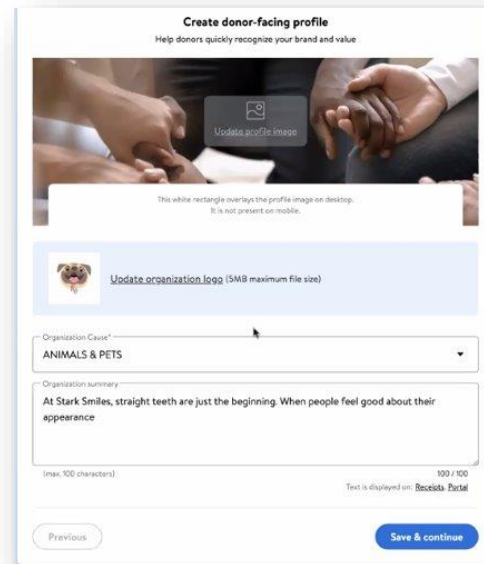 Create donor-facing profile
Help donors quickly recognize your brand and value
Update profile image
This white rectangle overlays the profile image on desktop.
It is not present on mobile.
Update organization logo (5MB maximum file size)
Organization Cause*
ANIMALS & PETS
Organization summary
At Stark Smiles, straight teeth are just the beginning. When people feel good about their
appearance
(max. 100 characters)
100 / 100
Text is displayed on: Receipts, Portal
Previous
Save & continue